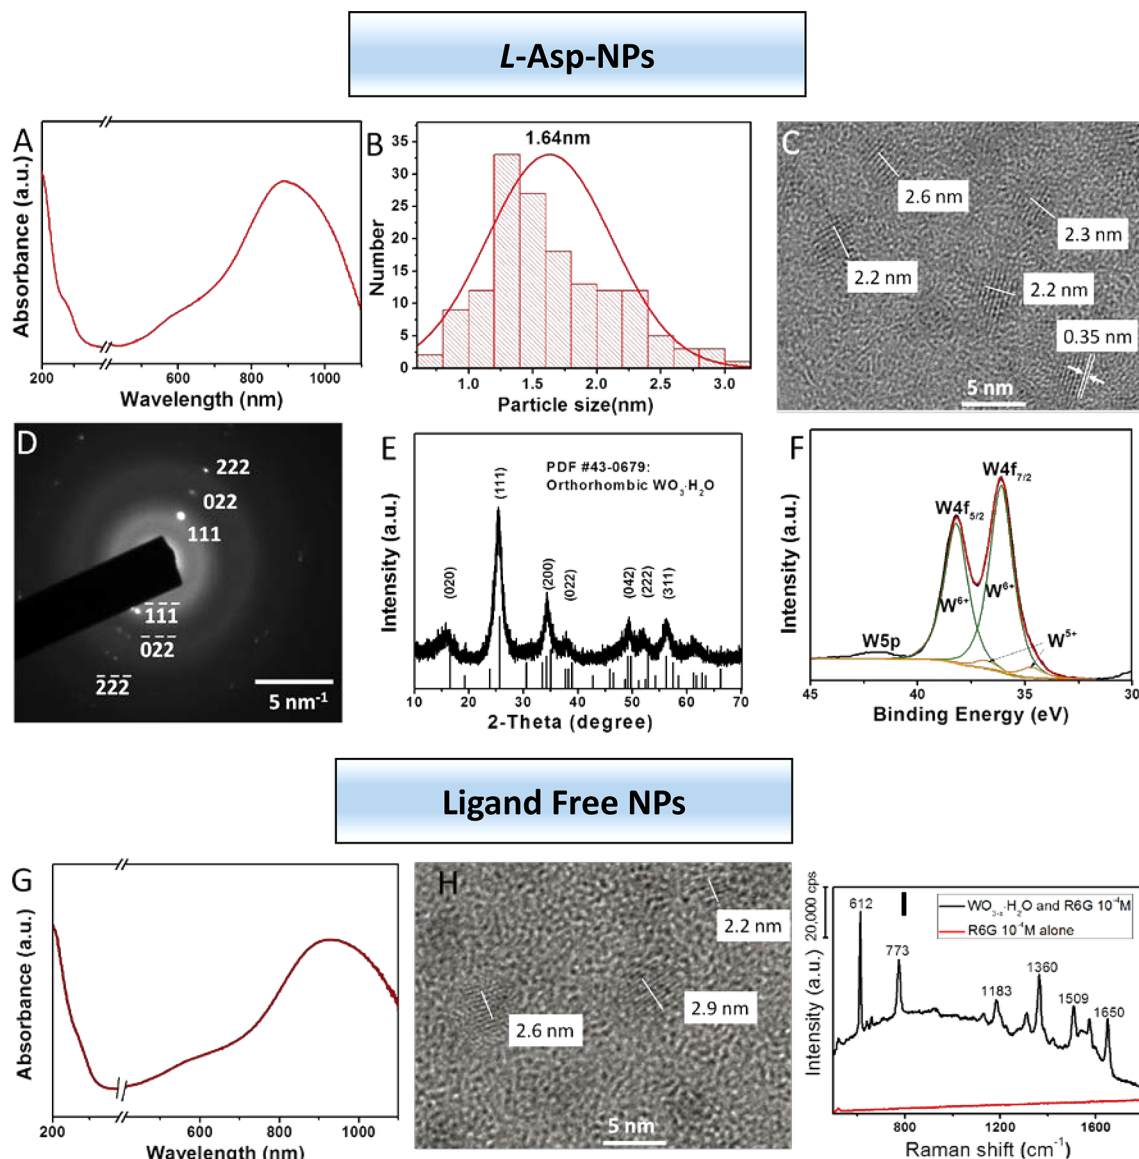 L-Asp-NPs
A
Absorbance (a.u.)
200
600
800
1000
Wavelength (nm)
B
1.64nm
Number
35
30
25
20
15
10
5
0
1.0
1.5
2.0
2.5
3.0
Particle size(nm)
C
2.6 nm
2.3 nm
2.2 nm
2.2 nm
0.35 nm
5 nm
D
222
022
111
1̅1̅1̅
0̅2̅2̅
2̅2̅2̅
5 nm⁻¹
E
PDF #43-0679:
Orthorhombic WO₃·H₂O
Intensity (a.u.)
(020)
(111)
(200)
(022)
(042)
(222)
(311)
10
20
30
40
50
60
70
2-Theta (degree)
F
W4f₇/₂
W4f₅/₂
W⁶⁺
W⁶⁺
W⁵⁺
W5p
Intensity (a.u.)
45
40
35
30
Binding Energy (eV)
Ligand Free NPs
G
Absorbance (a.u.)
200
600
800
1000
Wavelength (nm)
H
2.2 nm
2.9 nm
2.6 nm
5 nm
I
20,000 cps
WO₃₋ₓ·H₂O and R6G 10⁻⁴M
R6G 10⁻⁴M alone
612
773
1183
1360
1509
1650
Intensity (a.u.)
800
1200
1600
Raman shift (cm⁻¹)